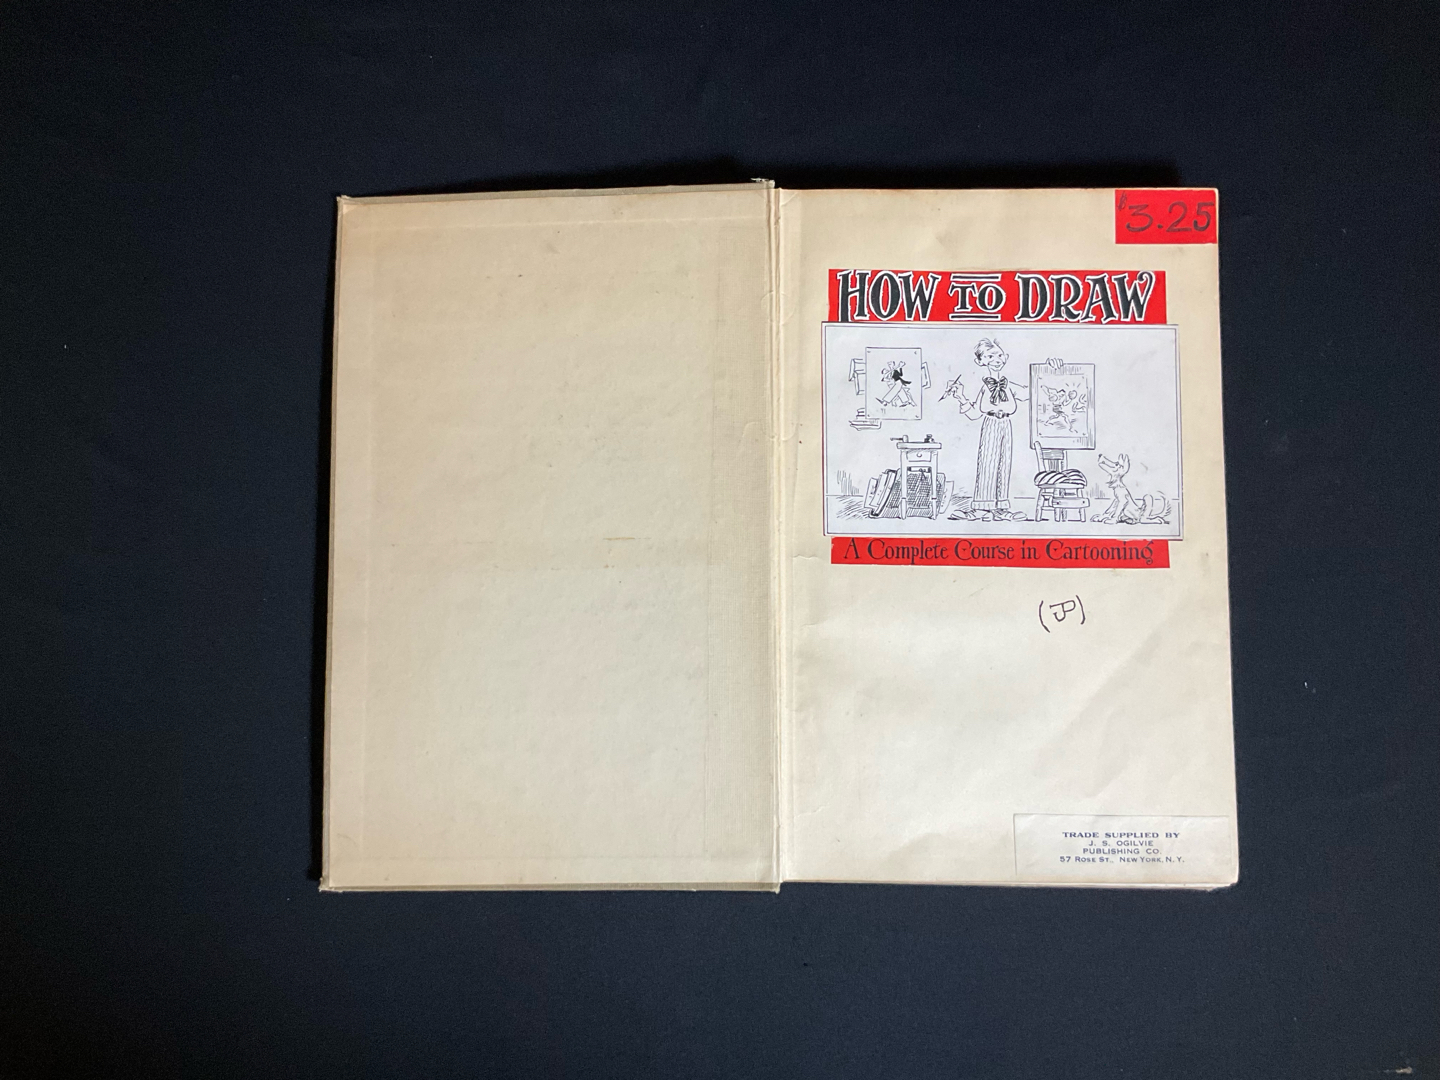 $3.25
HOW TO DRAW
A Complete Course in Cartooning
(JP)
TRADE SUPPLIED BY
J. S. OGILVIE
PUBLISHING CO.
57 ROSE ST., NEW YORK, N. Y.